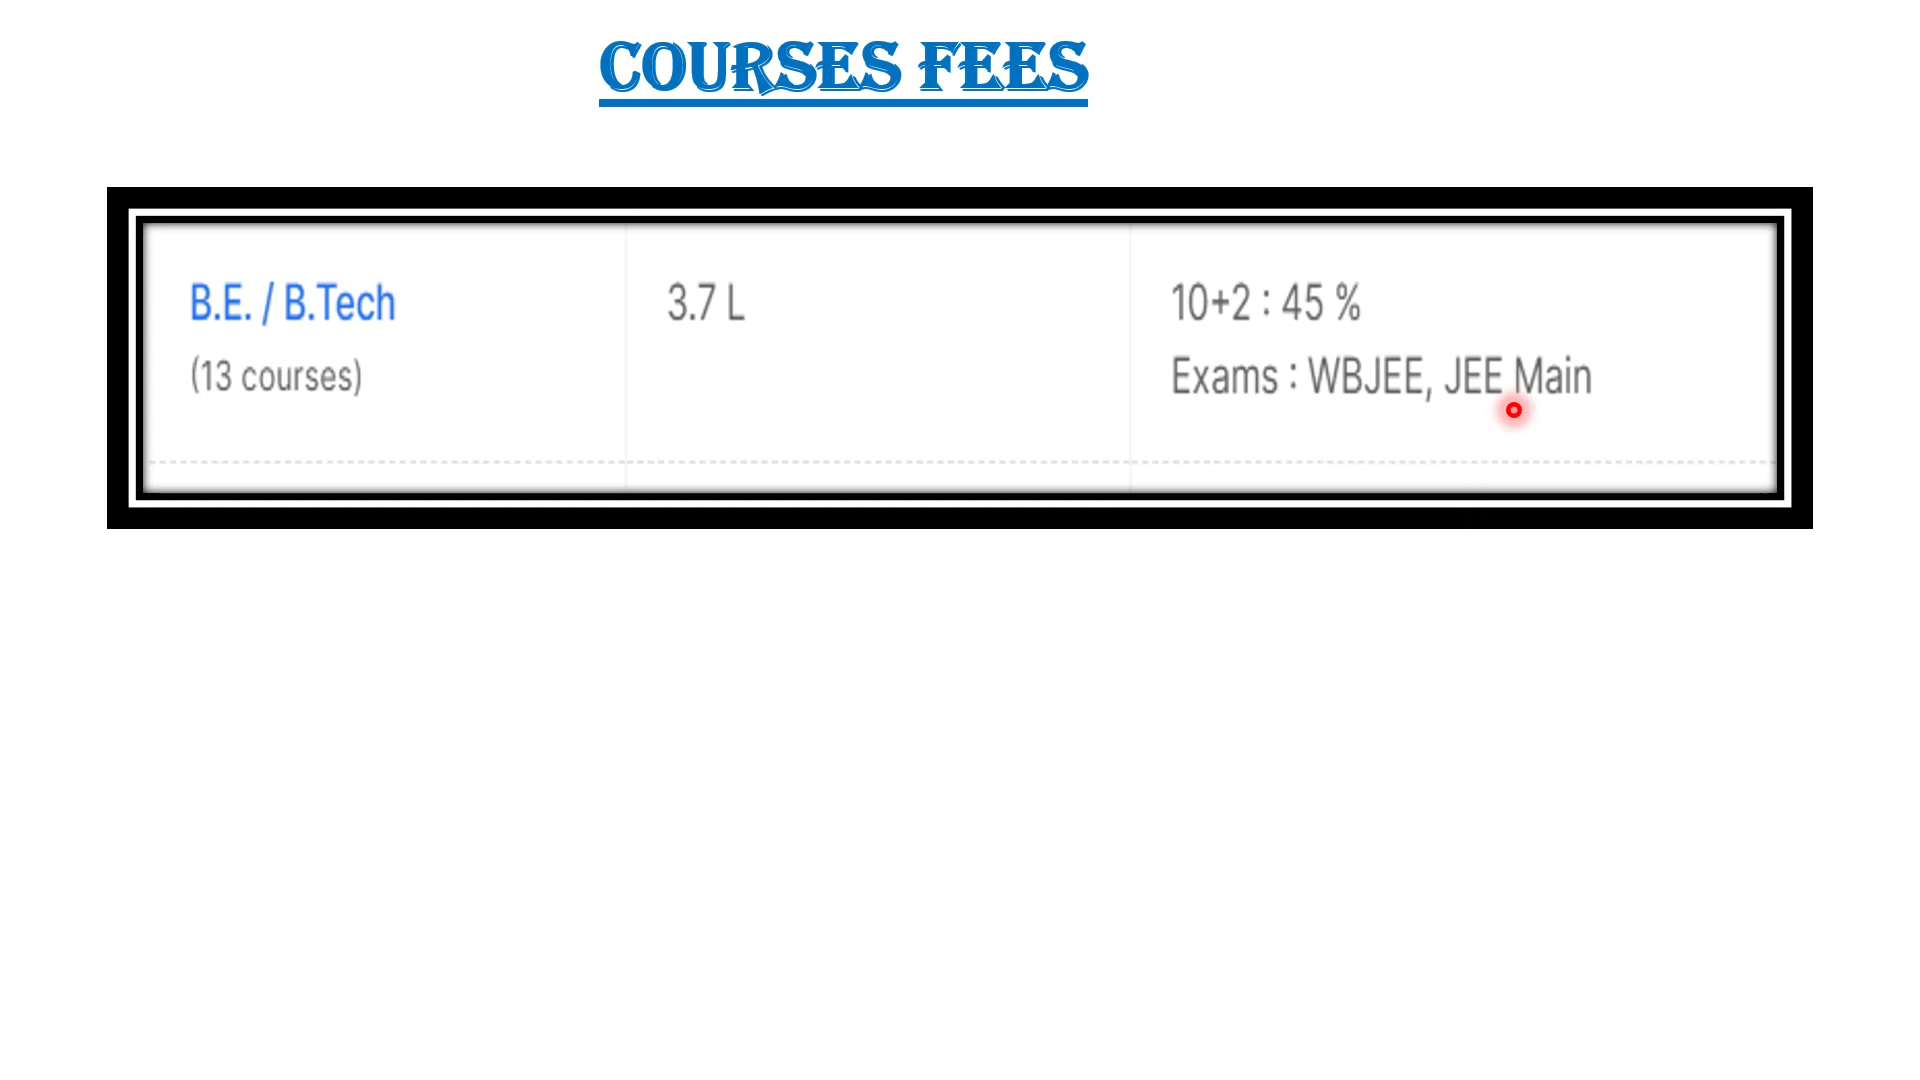 COURSES FEES
B.E. / B.Tech
(13 courses)
3.7 L
10+2 : 45 %
Exams : WBJEE, JEE Main